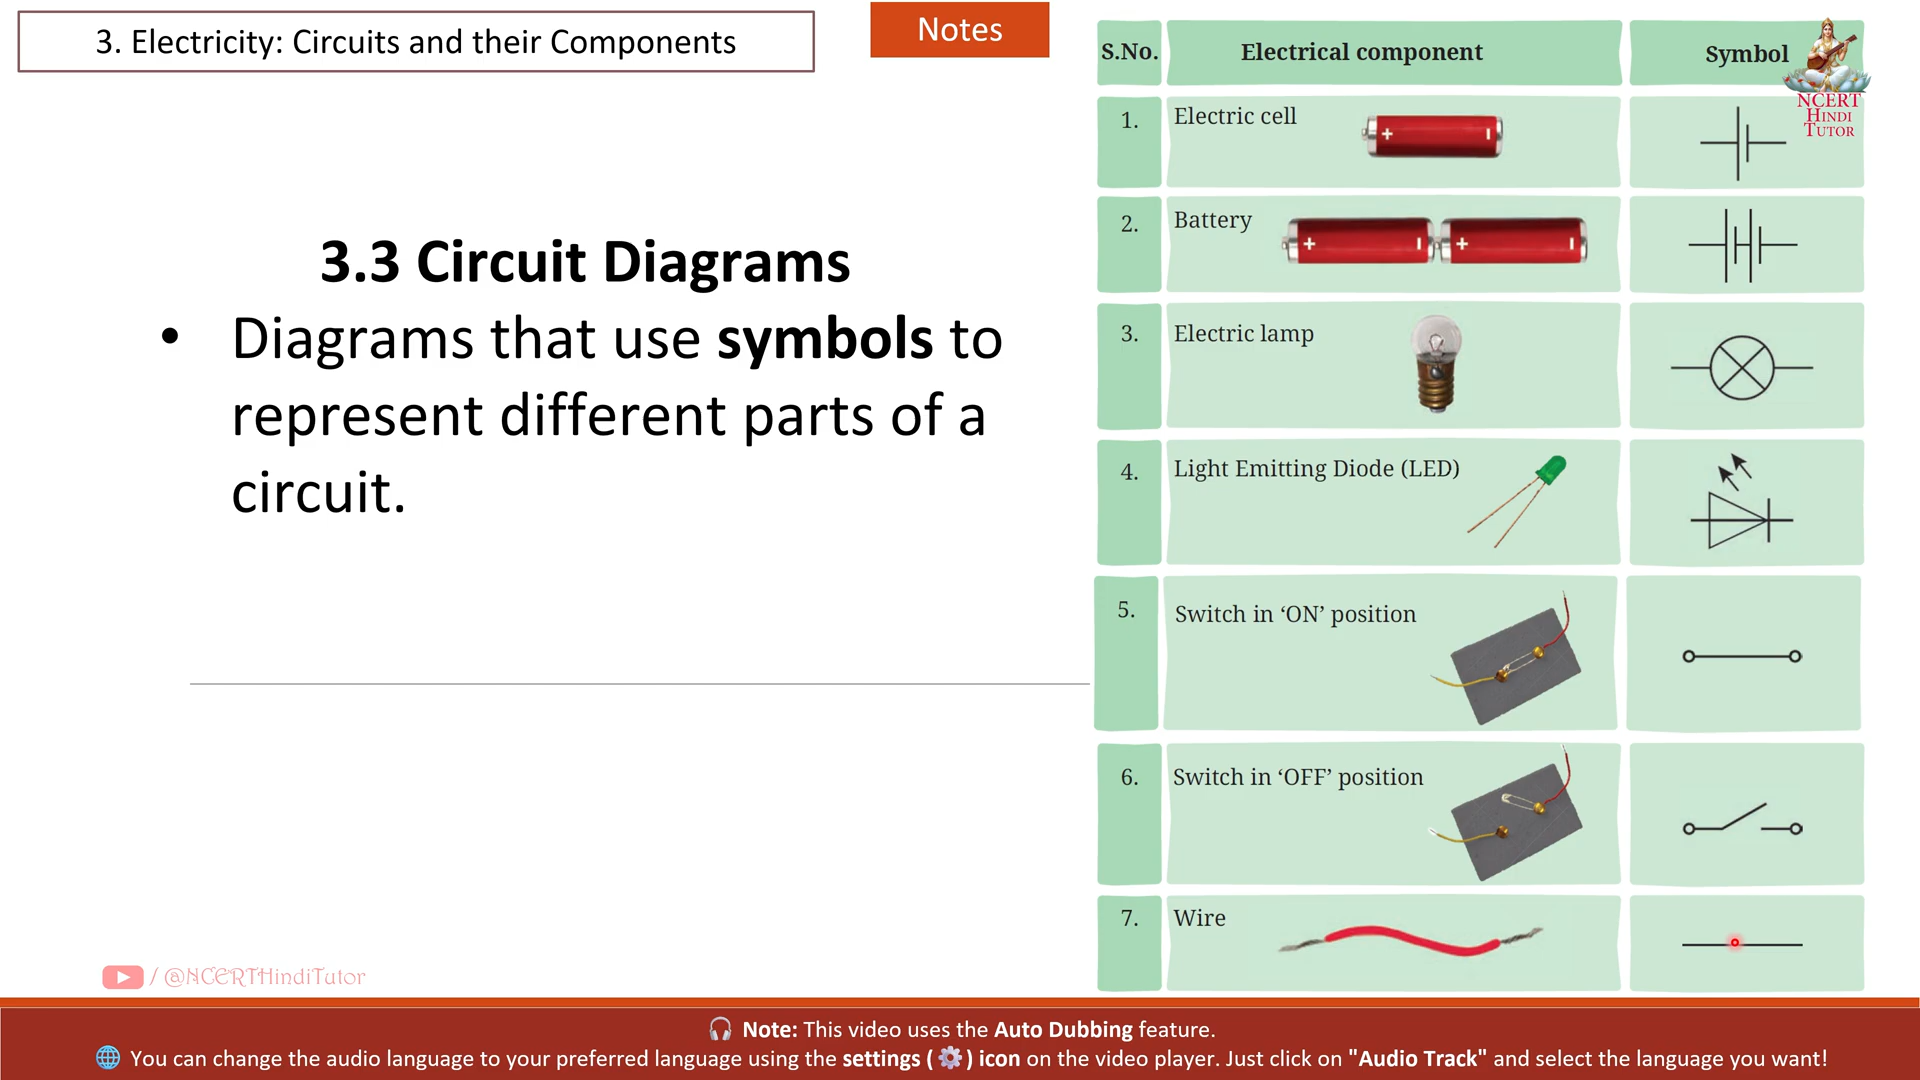 3. Electricity: Circuits and their Components
Notes
3.3 Circuit Diagrams
• Diagrams that use symbols to
represent different parts of a
circuit.
S.No. Electrical component Symbol
NCERT
HINDI
TUTOR
1. Electric cell
+ -
2. Battery
+ - + -
3. Electric lamp
4. Light Emitting Diode (LED)
5. Switch in ‘ON’ position
6. Switch in ‘OFF’ position
7. Wire
/ @NCERTHindiTutor
Note: This video uses the Auto Dubbing feature.
You can change the audio language to your preferred language using the settings ( ⚙ ) icon on the video player. Just click on "Audio Track" and select the language you want!